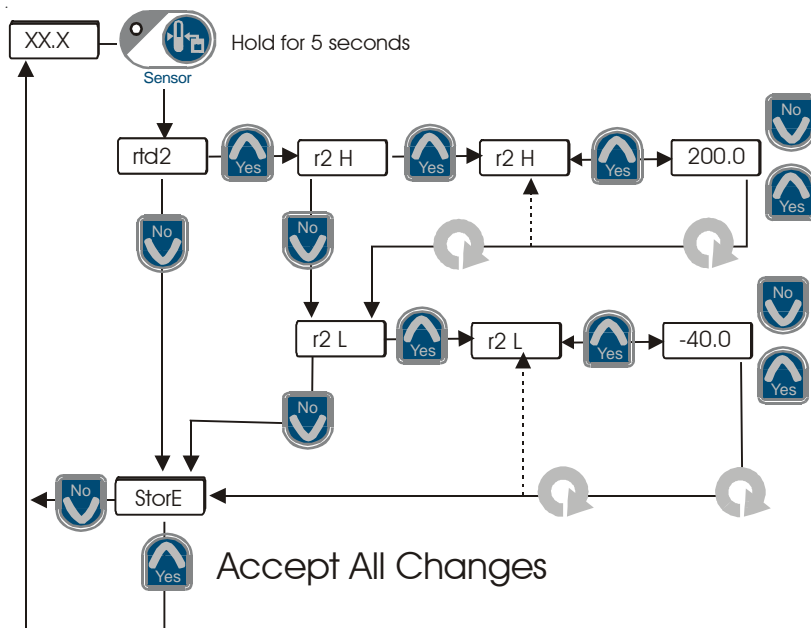 XX.X
Hold for 5 seconds
Sensor
rtd2
Yes
r2 H
Yes
r2 H
Yes
200.0
No
Yes
No
No
r2 L
Yes
r2 L
Yes
-40.0
No
Yes
No
No
StorE
Yes
Accept All Changes